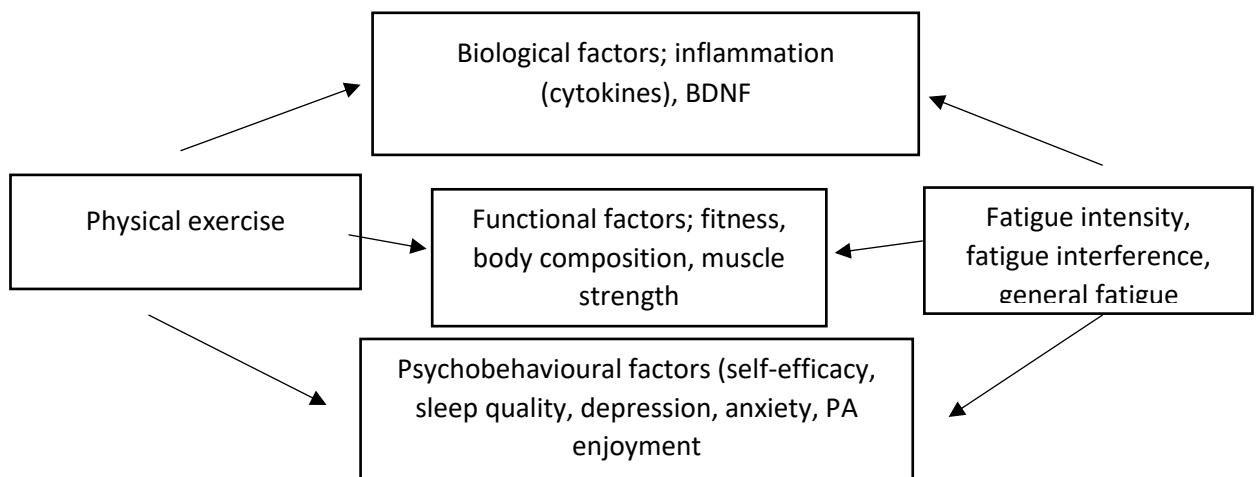 Biological factors; inflammation
(cytokines), BDNF
Physical exercise
Functional factors; fitness,
body composition, muscle
strength
Fatigue intensity,
fatigue interference,
general fatigue
Psychobehavioural factors (self-efficacy,
sleep quality, depression, anxiety, PA
enjoyment